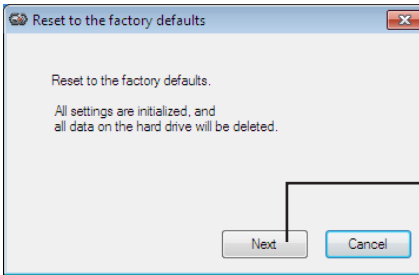 Reset to the factory defaults
Reset to the factory defaults.
All settings are initialized, and
all data on the hard drive will be deleted.
Next
Cancel